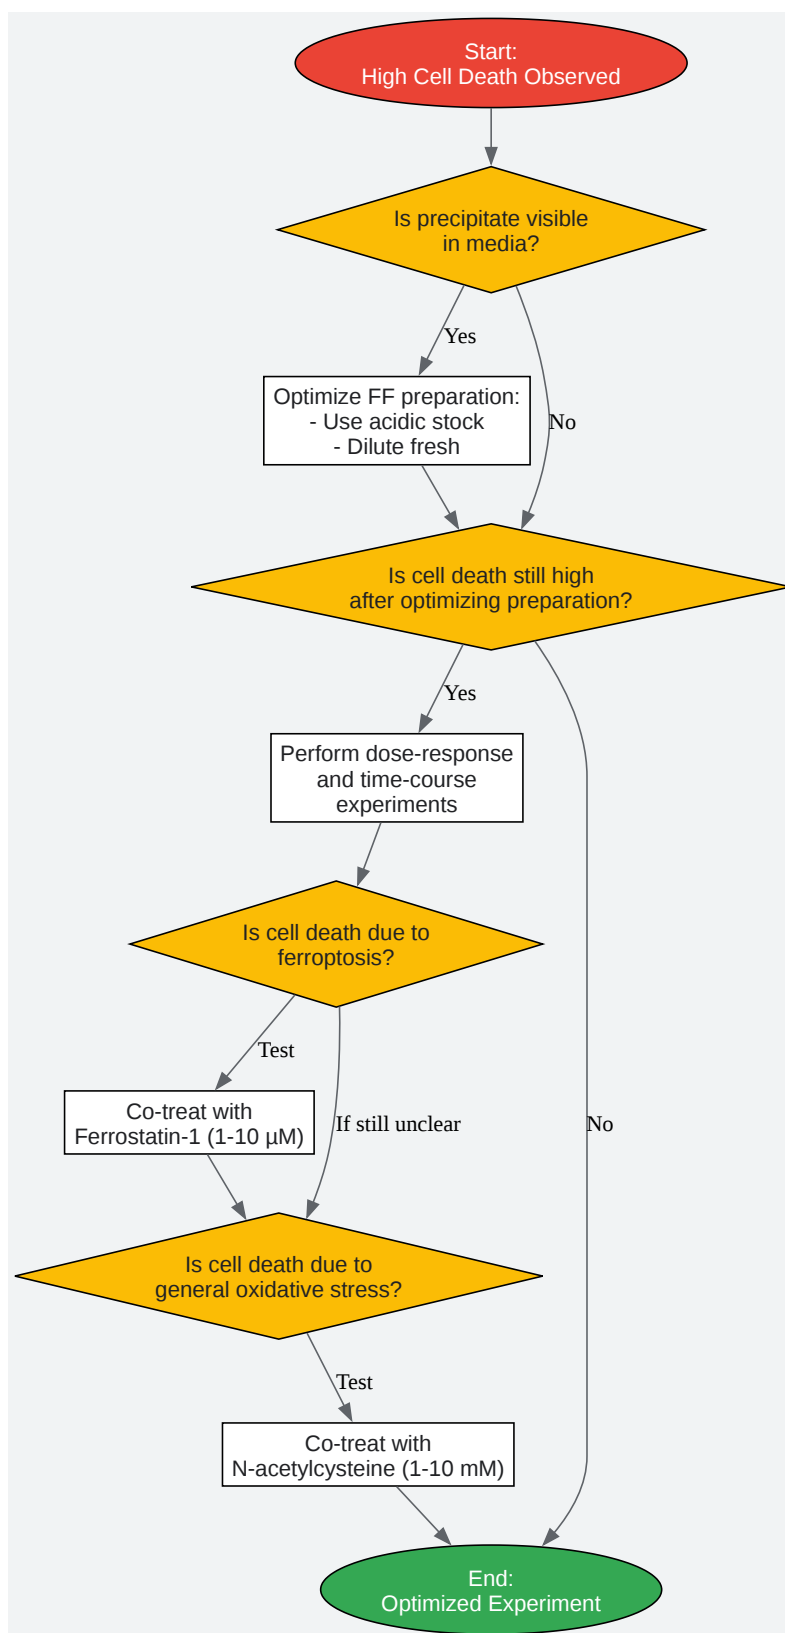 Start:
High Cell Death Observed
Is precipitate visible
in media?
Yes
Optimize FF preparation:
- Use acidic stock
- Dilute fresh
No
Is cell death still high
after optimizing preparation?
Yes
Perform dose-response
and time-course
experiments
Is cell death due to
ferroptosis?
Test
Co-treat with
Ferrostatin-1 (1-10 µM)
If still unclear
No
Is cell death due to
general oxidative stress?
Test
Co-treat with
N-acetylcysteine (1-10 mM)
End:
Optimized Experiment